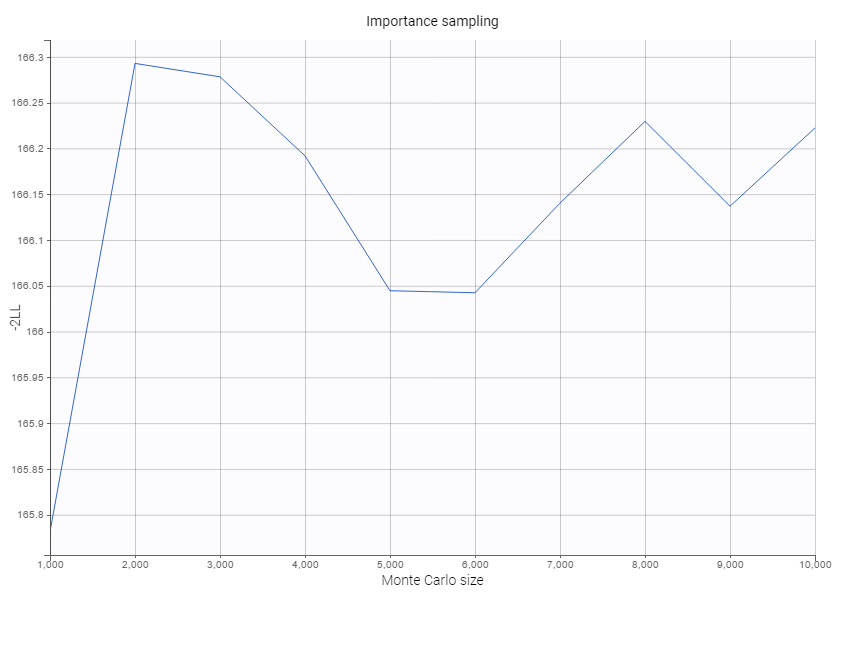 Importance sampling
166.3
166.25
166.2
166.15
166.1
166.05
166
165.95
165.9
165.85
165.8
-2LL
1,000 2,000 3,000 4,000 5,000 6,000 7,000 8,000 9,000 10,000
Monte Carlo size